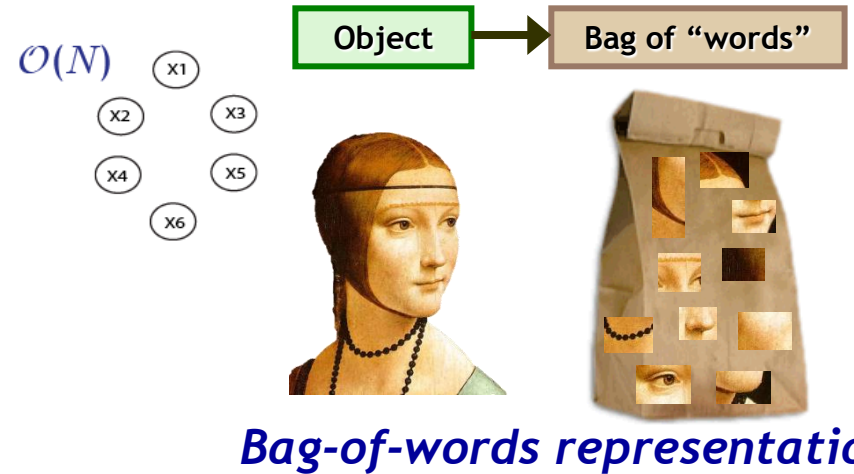 Object
Bag of “words”
O(N)
X1
X2
X3
X4
X5
X6
Bag-of-words representatio